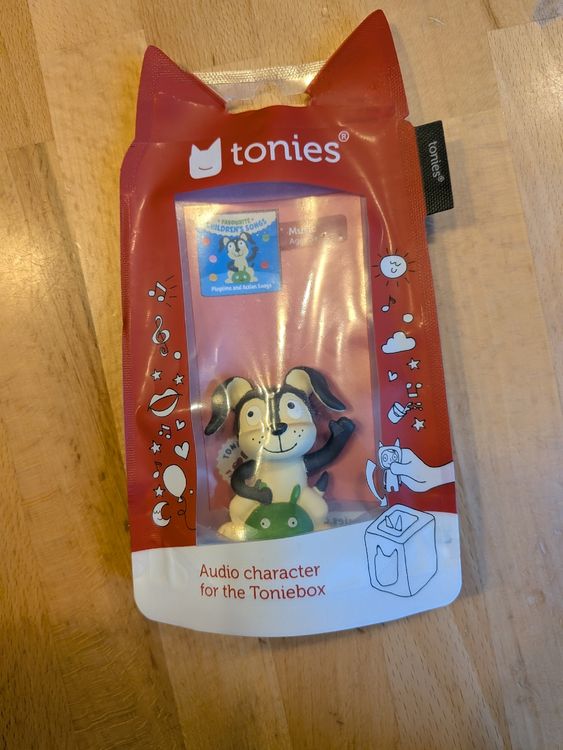 tonies®
tonies®
FAVOURITE
CHILDREN'S SONGS
Playtime and Action Songs
Music
Audio character
for the Toniebox